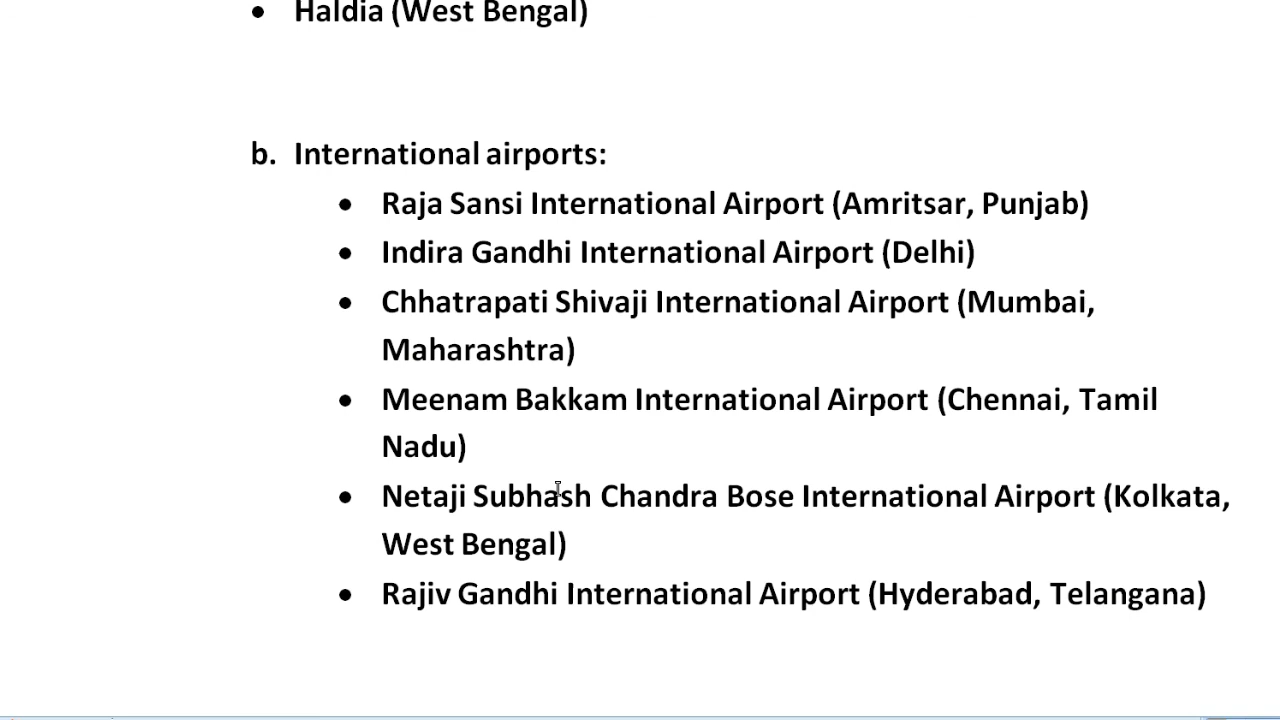 • Haldia (West Bengal)
b. International airports:
• Raja Sansi International Airport (Amritsar, Punjab)
• Indira Gandhi International Airport (Delhi)
• Chhatrapati Shivaji International Airport (Mumbai,
Maharashtra)
• Meenam Bakkam International Airport (Chennai, Tamil
Nadu)
• Netaji Subhash Chandra Bose International Airport (Kolkata,
West Bengal)
• Rajiv Gandhi International Airport (Hyderabad, Telangana)